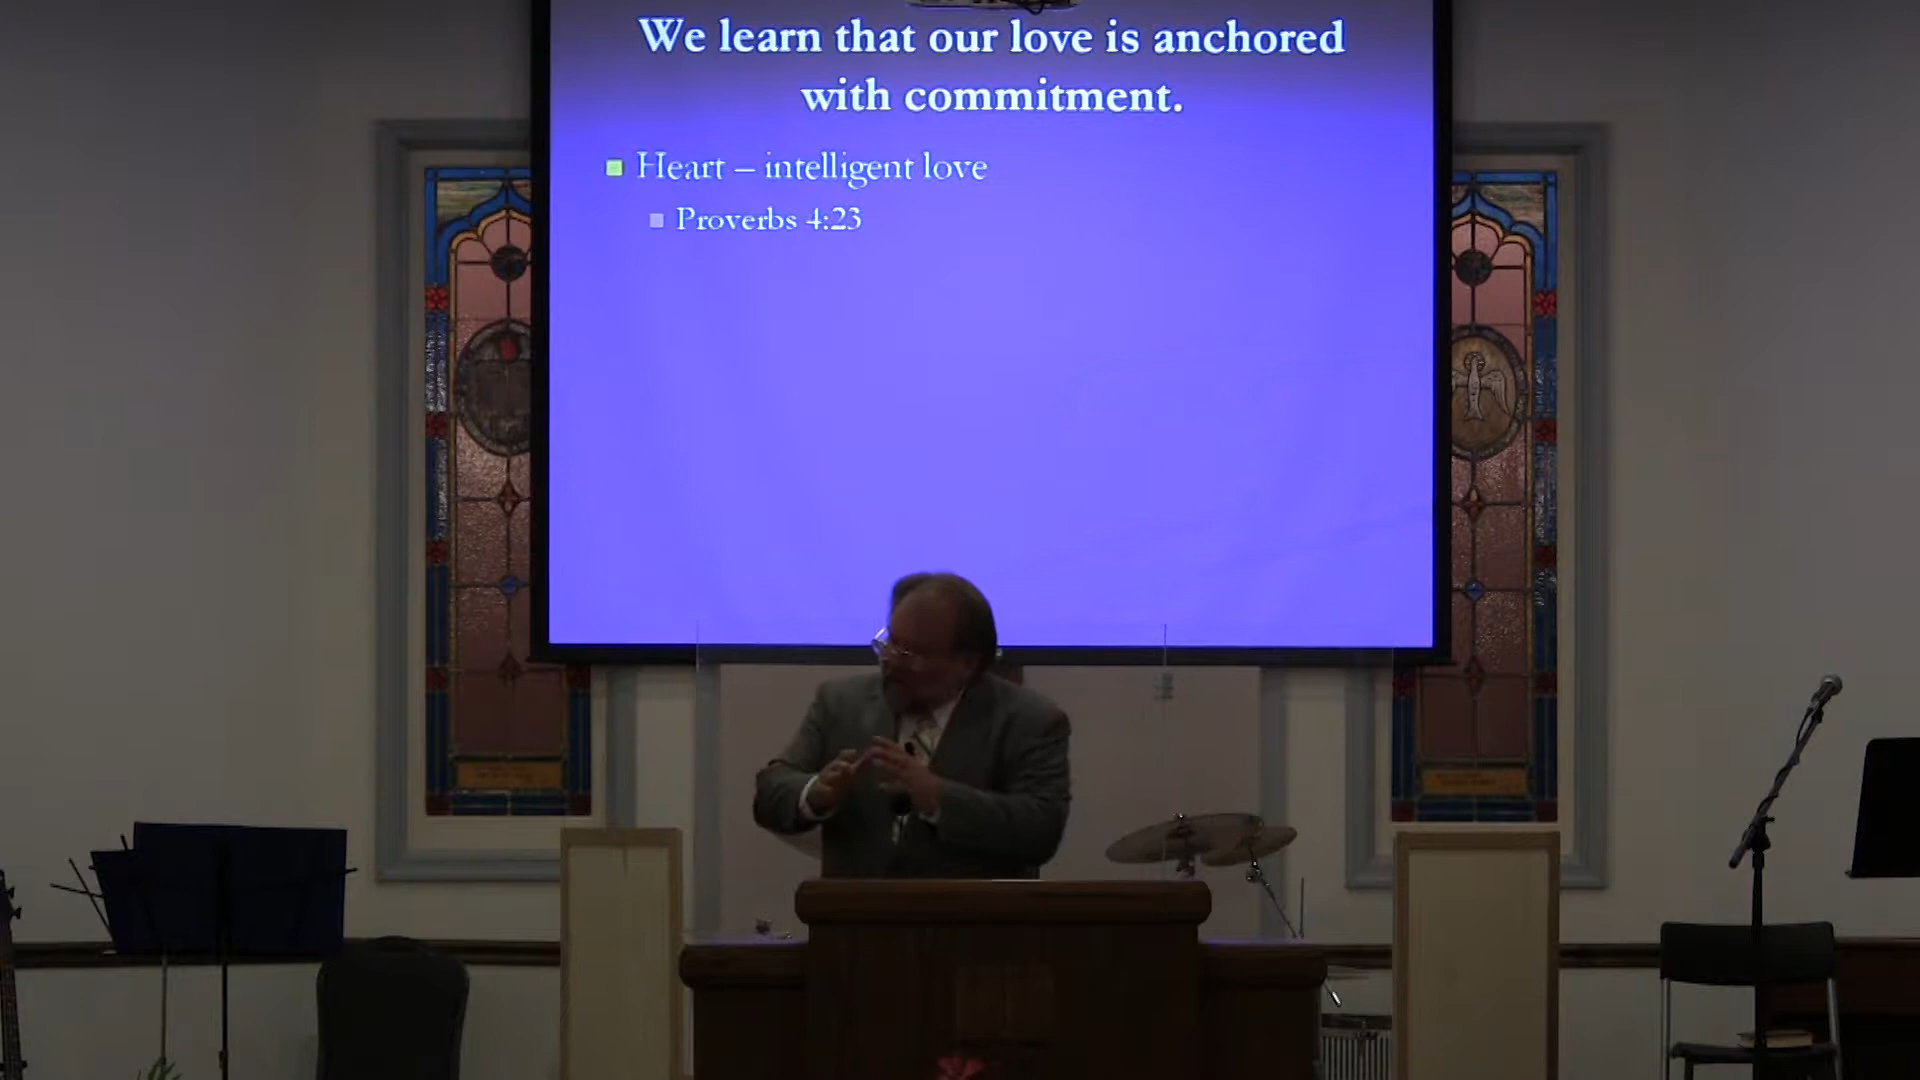 We learn that our love is anchored
with commitment.
Heart – intelligent love
Proverbs 4:23